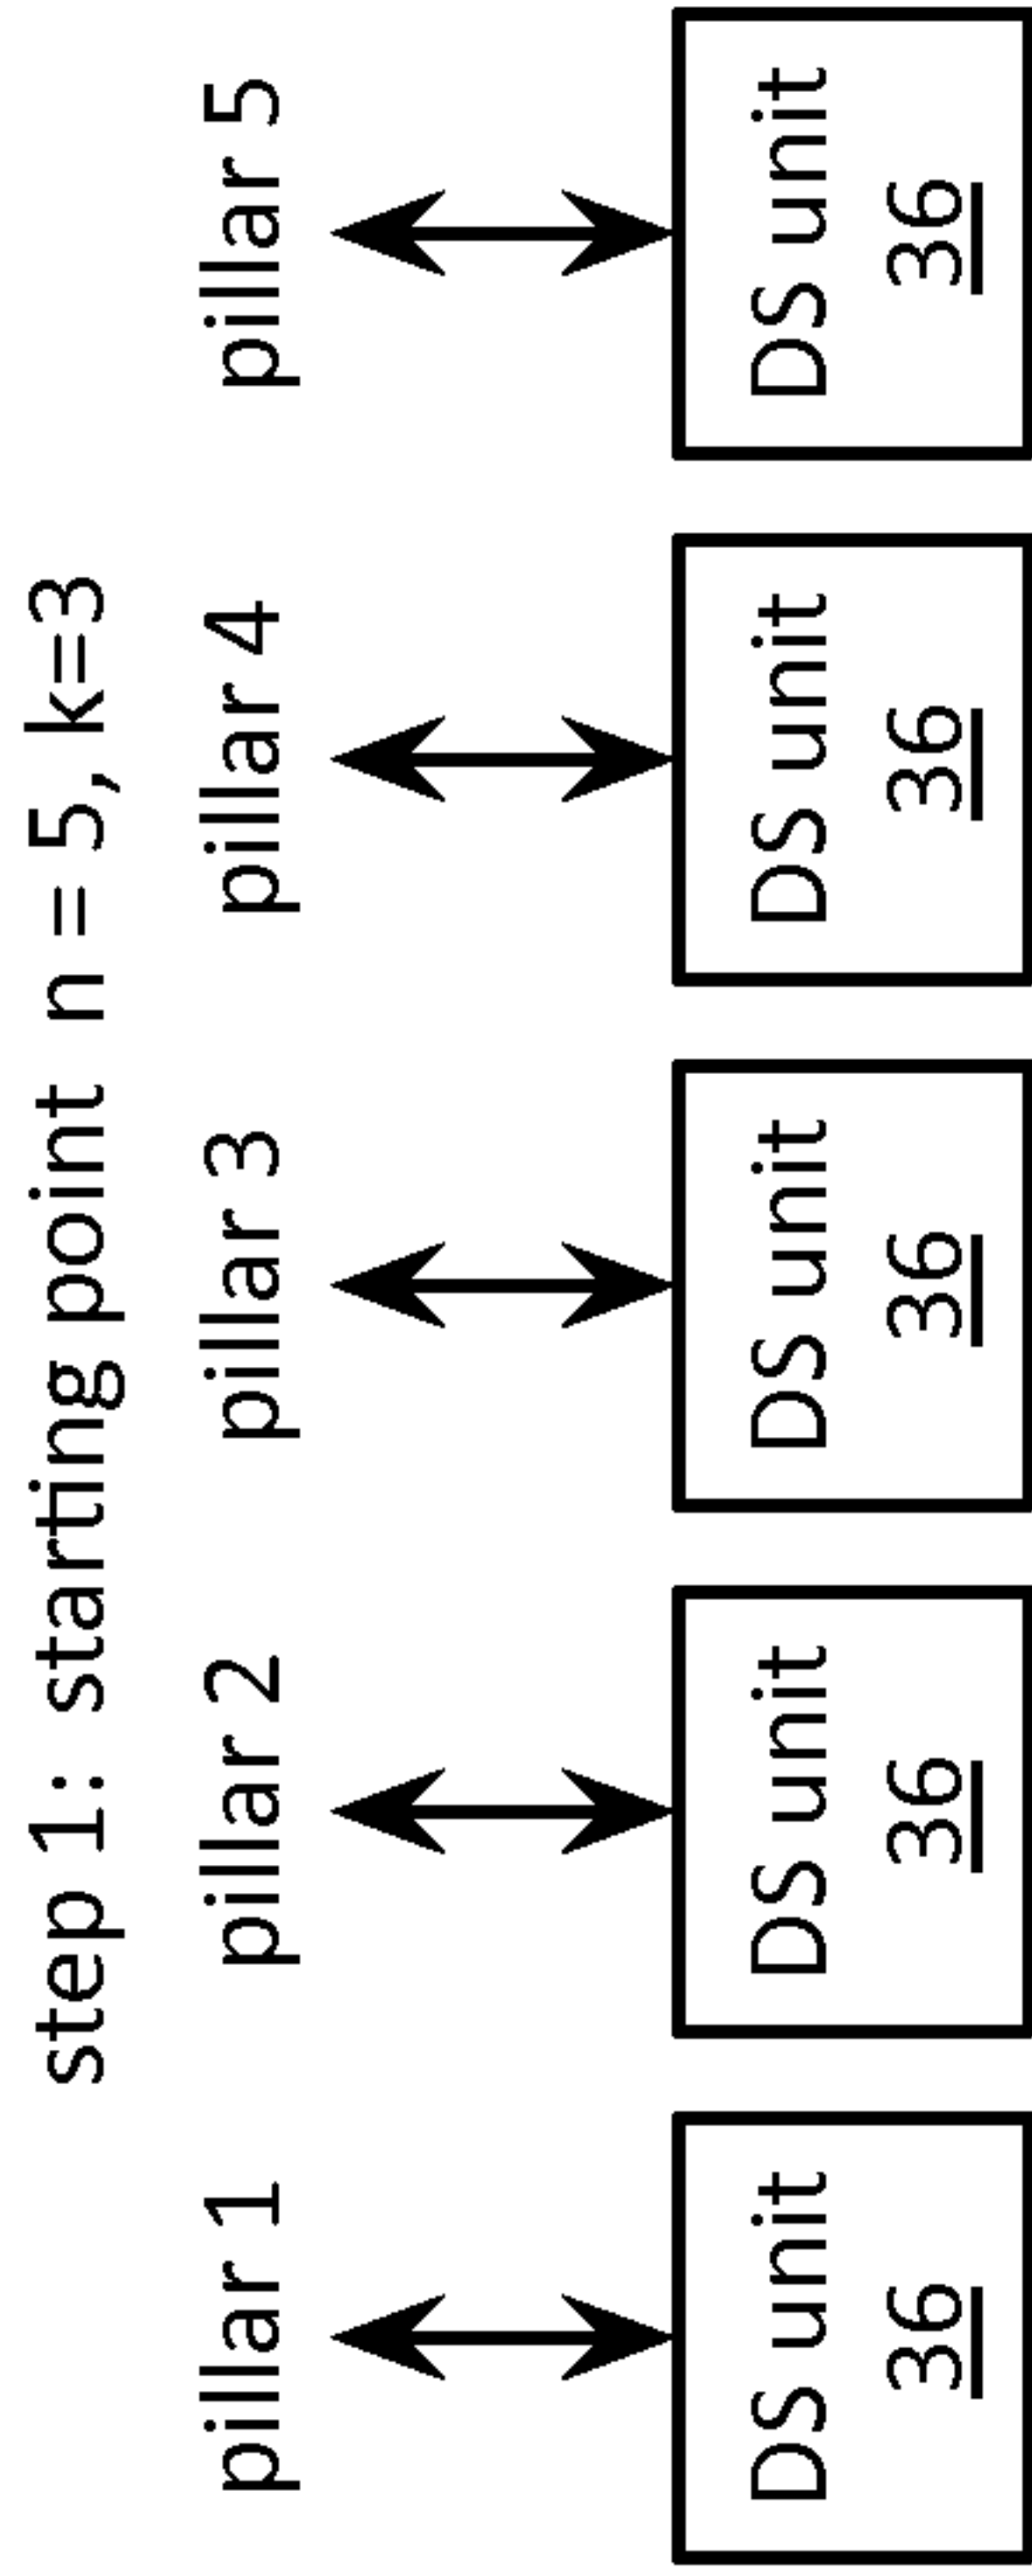 step 1: starting point n = 5, k=3
pillar 1 pillar 2 pillar 3 pillar 4 pillar 5
DS unit DS unit DS unit DS unit DS unit
36 36 36 36 36